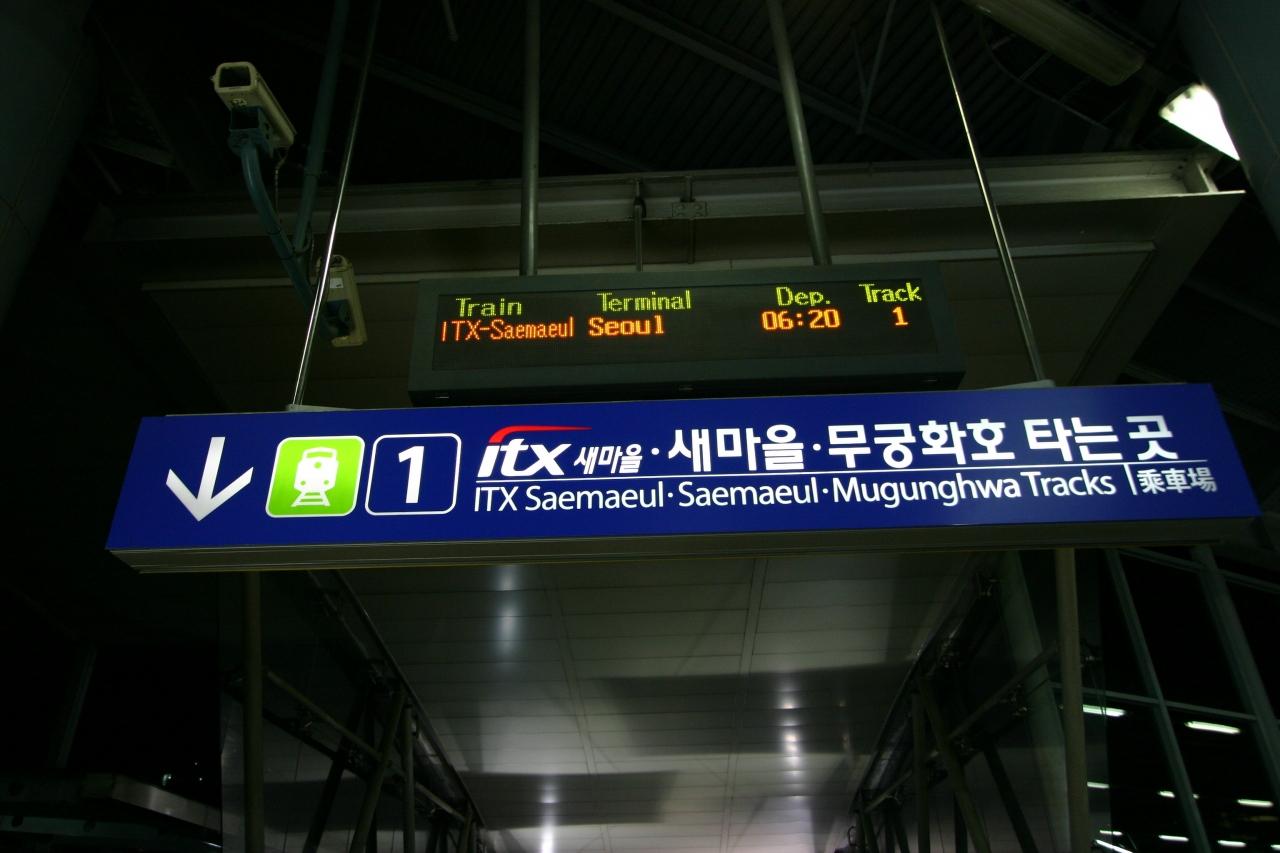 Train Terminal Dep. Track
ITX-Saemaeul Seoul 06:20 1
1
itx 새마을·새마을·무궁화호 타는 곳
ITX Saemaeul·Saemaeul·Mugunghwa Tracks 乘車場